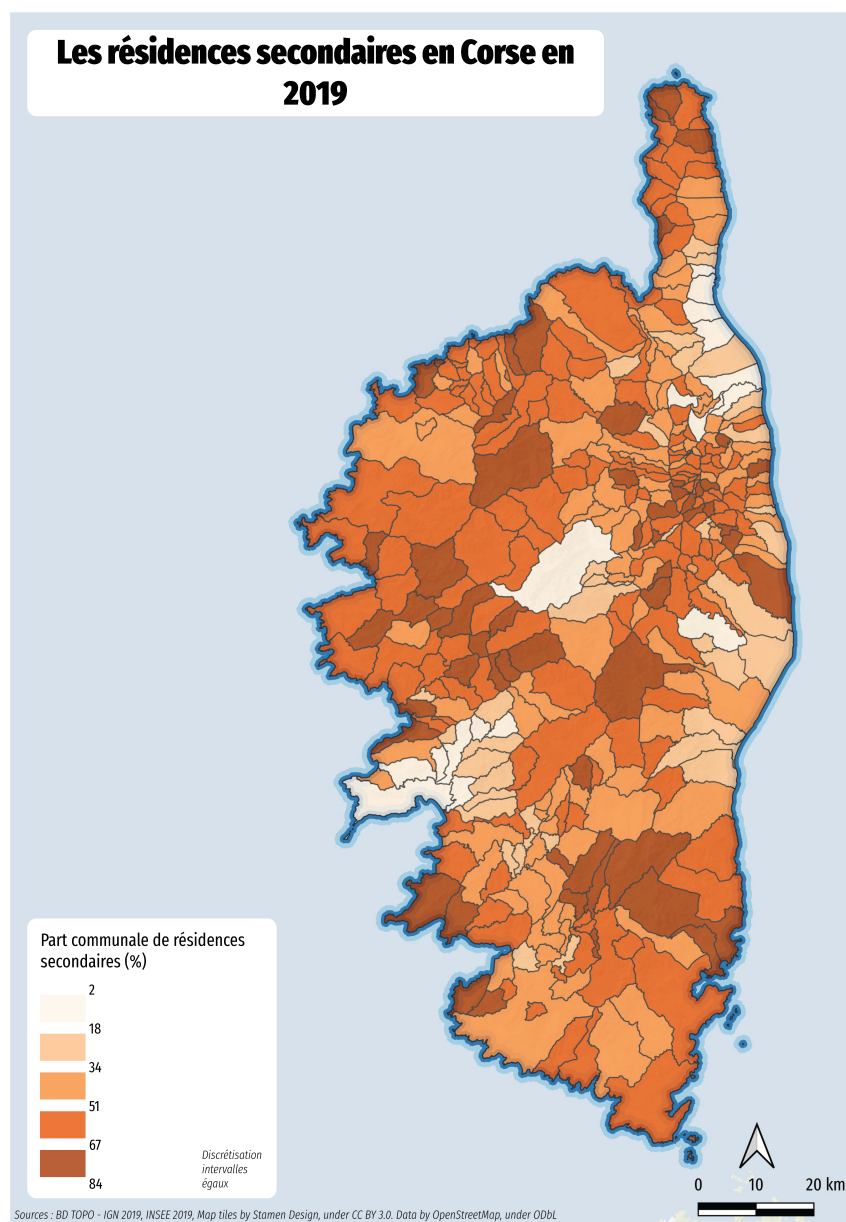 Les résidences secondaires en Corse en
2019
Part communale de résidences
secondaires (%)
2
18
34
51
67
84
Discrétisation
intervalles
égaux
0 10 20 km
Sources : BD TOPO - IGN 2019, INSEE 2019, Map tiles by Stamen Design, under CC BY 3.0. Data by OpenStreetMap, under ODbL